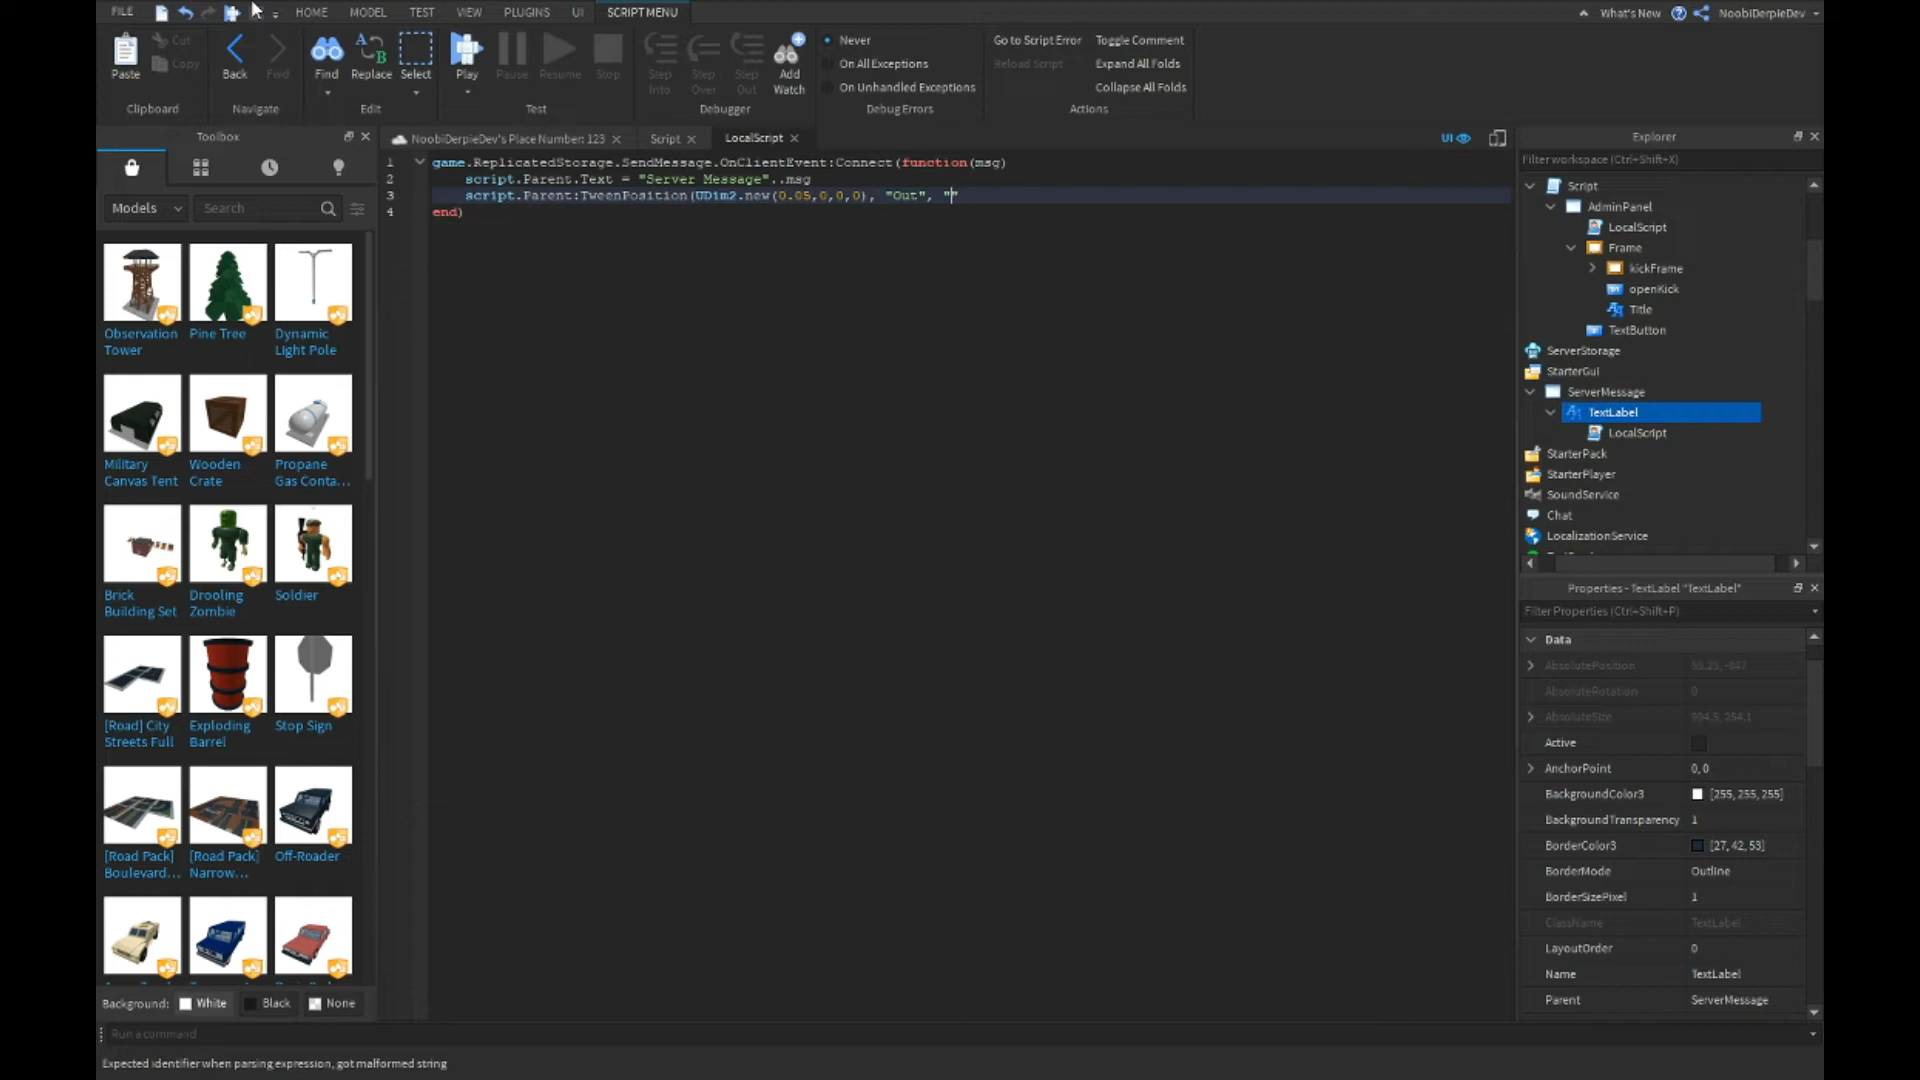 FILE HOME MODEL TEST VIEW PLUGINS UI SCRIPT MENU What's New NoobiDerpieDev
Paste Cut Copy Back Fwd Find Replace Select Play Pause Resume Stop Step Into Step Over Step Out Add Watch
Never
On All Exceptions
On Unhandled Exceptions
Go to Script Error Toggle Comment
Reload Script Expand All Folds
Collapse All Folds
Clipboard Navigate Edit Test Debugger Debug Errors Actions
Toolbox
NoobiDerpieDev's Place Number: 123 Script LocalScript UI
Models Search
1 game.ReplicatedStorage.SendMessage.OnClientEvent:Connect(function(msg)
2 script.Parent.Text = "Server Message"..msg
3 script.Parent:TweenPosition(UDim2.new(0.05,0,0,0), "Out", ""
4 end)
Observation Tower
Pine Tree
Dynamic Light Pole
Military Canvas Tent
Wooden Crate
Propane Gas Conta...
Brick Building Set
Drooling Zombie
Soldier
[Road] City Streets Full
Exploding Barrel
Stop Sign
[Road Pack] Boulevard...
[Road Pack] Narrow...
Off-Roader
Background: White Black None
Explorer
Filter workspace (Ctrl+Shift+X)
Script
AdminPanel
LocalScript
Frame
kickFrame
openKick
Title
TextButton
ServerStorage
StarterGui
ServerMessage
TextLabel
LocalScript
StarterPack
StarterPlayer
SoundService
Chat
LocalizationService
Properties - TextLabel "TextLabel"
Filter Properties (Ctrl+Shift+P)
Data
AbsolutePosition
AbsoluteRotation 0
AbsoluteSize
Active
AnchorPoint 0, 0
BackgroundColor3 [255, 255, 255]
BackgroundTransparency 1
BorderColor3 [27, 42, 53]
BorderMode Outline
BorderSizePixel 1
ClassName TextLabel
LayoutOrder 0
Name TextLabel
Parent ServerMessage
Run a command
Expected identifier when parsing expression, got malformed string